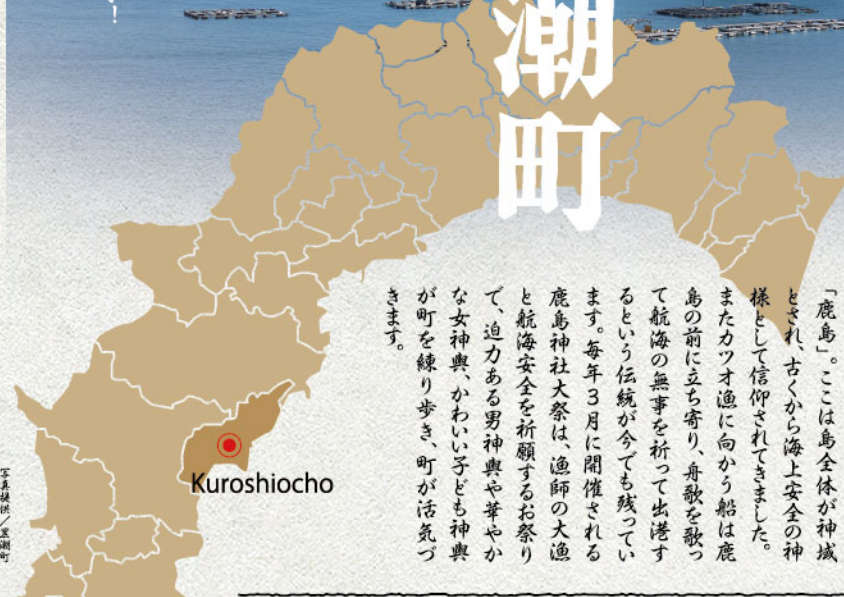 ！
潮町
「鹿島」。ここは島全体が神域
とされ、古くから海上安全の神
様として信仰されてきました。
またカツオ漁に向かう船は鹿
島の前に立ち寄り、舟歌を歌っ
て航海の無事を祈って出港す
るという伝統が今でも残ってい
ます。毎年３月に開催される
鹿島神社大祭は、漁師の大漁
と航海安全を祈願するお祭り
で、迫力ある男神輿や華やか
な女神輿、かわいい子ども神輿
が町を練り歩き、町が活気づ
きます。
Kuroshiocho
写真提供／黒潮町